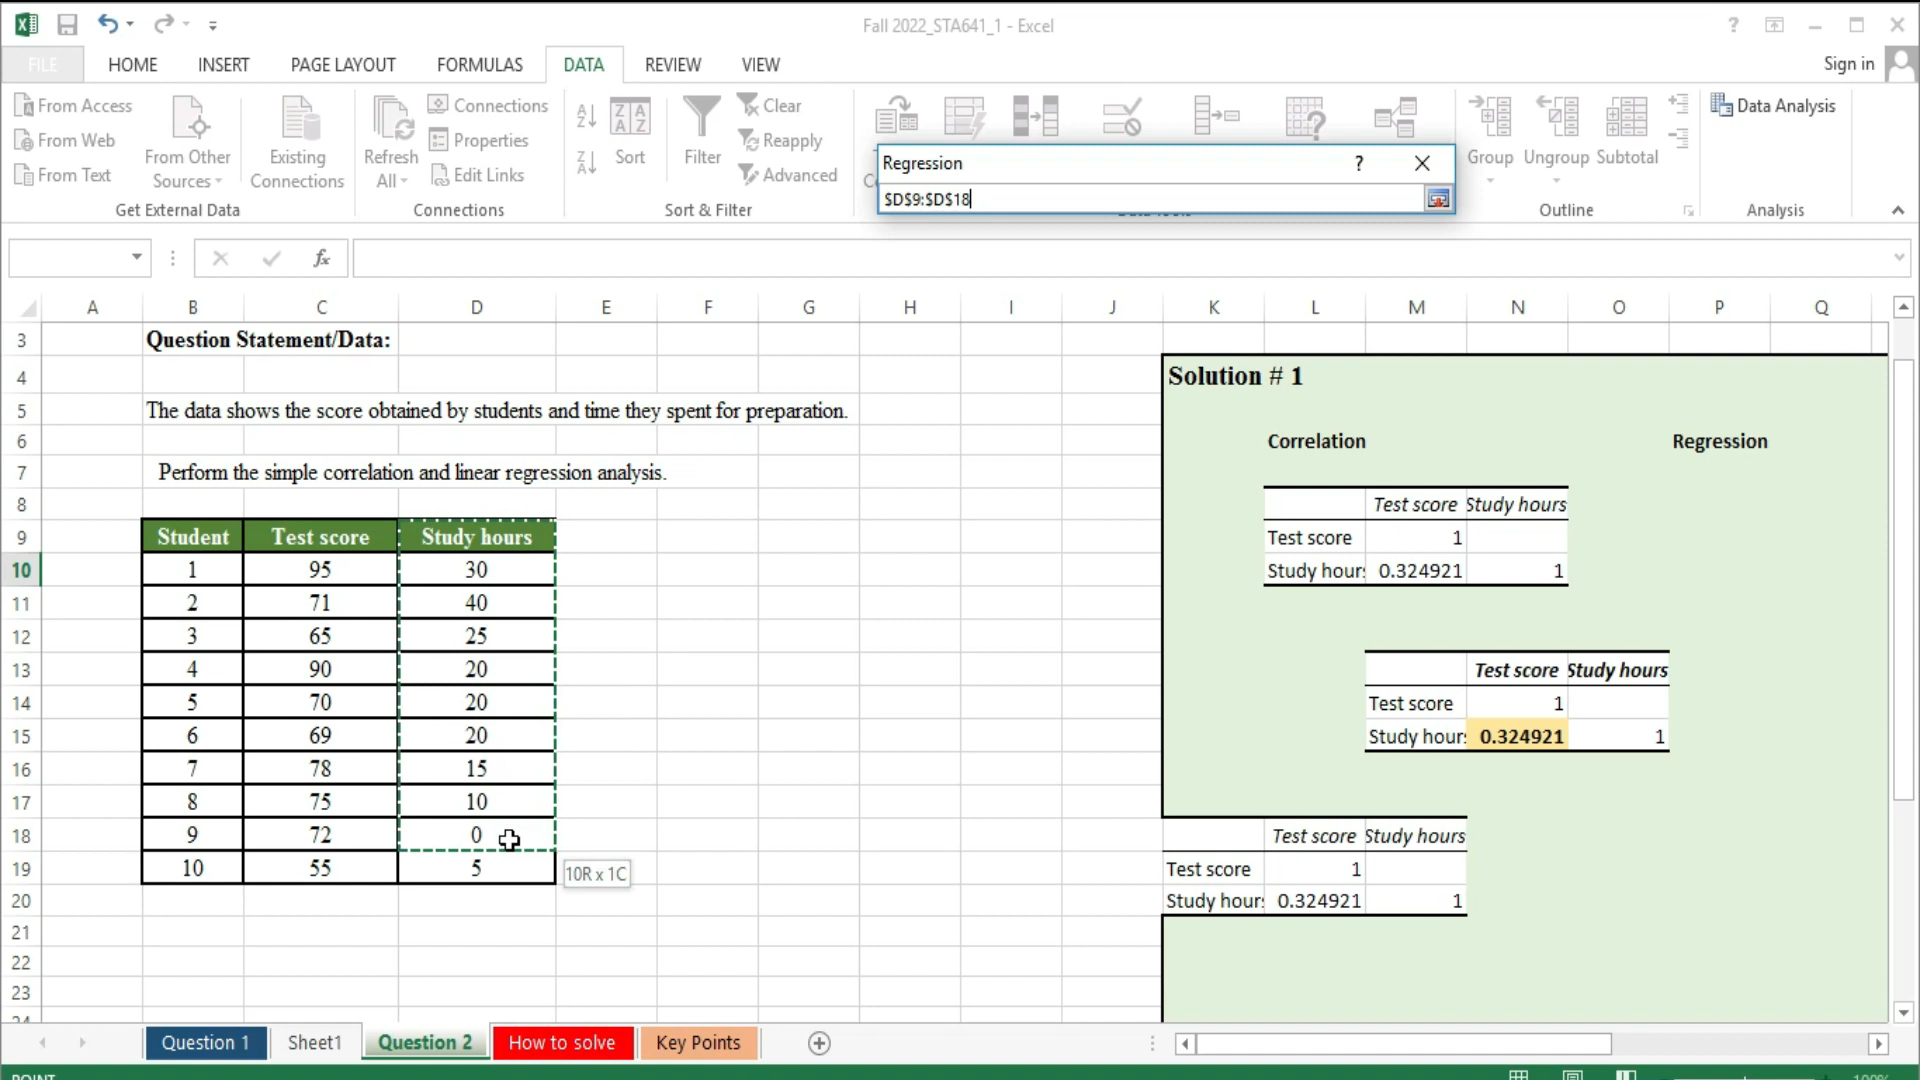 Fall 2022_STA641_1 - Excel
?
FILE HOME INSERT PAGE LAYOUT FORMULAS DATA REVIEW VIEW
Sign in
From Access
From Web
From Text
From Other
Sources
Existing
Connections
Get External Data
Refresh
All
Connections
Properties
Edit Links
Connections
Sort
Filter
Clear
Reapply
Advanced
Sort & Filter
Regression ?
$D$9:$D$18
Group
Ungroup
Subtotal
Outline
Data Analysis
Analysis
fx
A B C D E F G H I J K L M N O P Q
3 Question Statement/Data:
4 Solution # 1
5 The data shows the score obtained by students and time they spent for preparation.
6 Correlation Regression
7 Perform the simple correlation and linear regression analysis.
8 Test score Study hours
9 Student Test score Study hours Test score 1
10 1 95 30 Study hour 0.324921 1
11 2 71 40
12 3 65 25
13 4 90 20 Test score Study hours
14 5 70 20 Test score 1
15 6 69 20 Study hour 0.324921 1
16 7 78 15
17 8 75 10
18 9 72 0 Test score Study hours
19 10 55 5 10R x 1C Test score 1
20 Study hour 0.324921 1
21
22
23
Question 1 Sheet1 Question 2 How to solve Key Points